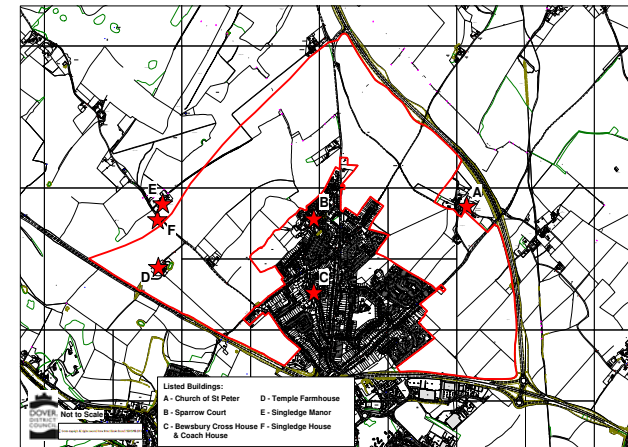 A
B
C
D
E
F
Listed Buildings:
A - Church of St Peter
B - Sparrow Court
C - Bewsbury Cross House & Coach House
D - Temple Farmhouse
E - Singledge Manor
F - Singledge House
DOVER
DISTRICT
COUNCIL
Not to Scale